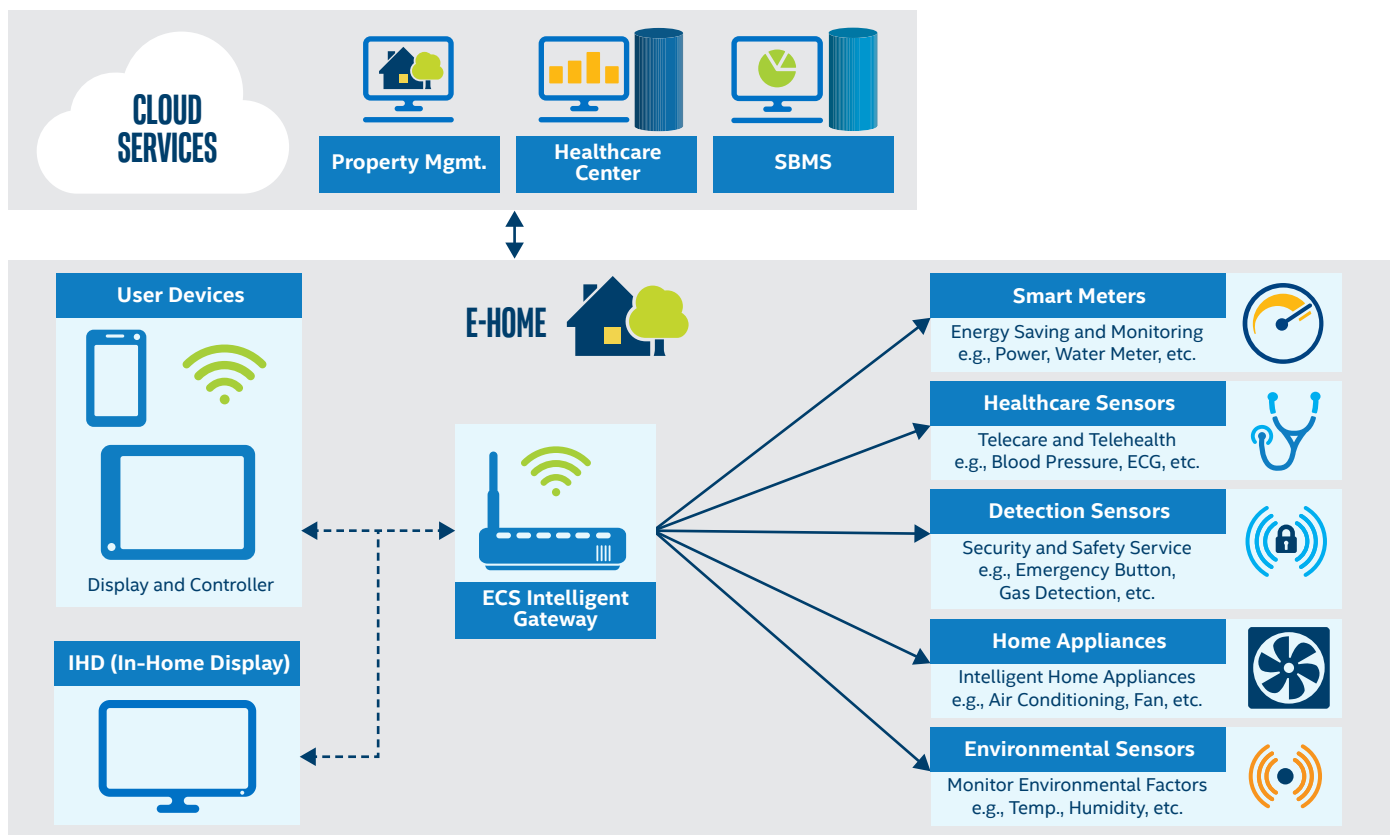 CLOUD
SERVICES
Property Mgmt.
Healthcare
Center
SBMS
User Devices
Display and Controller
IHD (In-Home Display)
E-HOME
ECS Intelligent
Gateway
Smart Meters
Energy Saving and Monitoring
e.g., Power, Water Meter, etc.
Healthcare Sensors
Telecare and Telehealth
e.g., Blood Pressure, ECG, etc.
Detection Sensors
Security and Safety Service
e.g., Emergency Button,
Gas Detection, etc.
Home Appliances
Intelligent Home Appliances
e.g., Air Conditioning, Fan, etc.
Environmental Sensors
Monitor Environmental Factors
e.g., Temp., Humidity, etc.